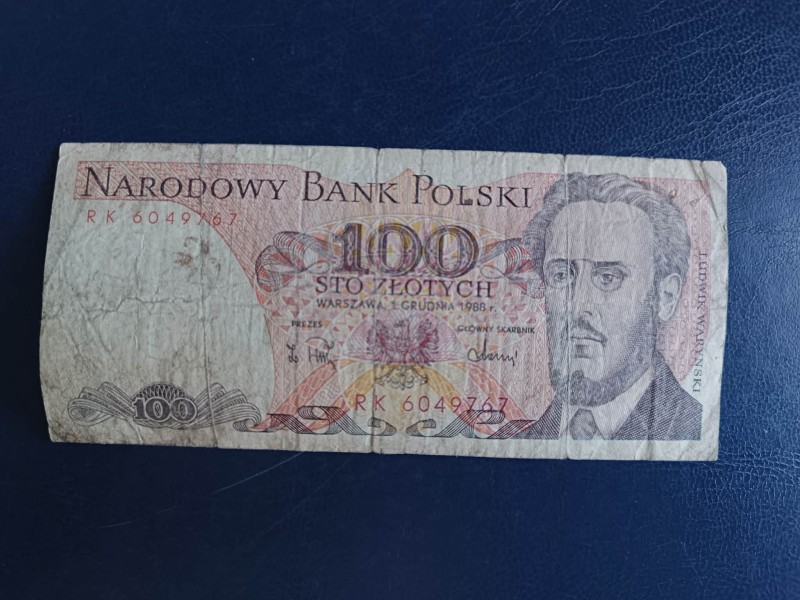 NARODOWY BANK POLSKI
RK 6049767
100
STO ZŁOTYCH
WARSZAWA, 1 GRUDNIA 1988 r.
PREZES
GŁÓWNY SKARBNIK
RK 6049767
100
LUDWIK WARYŃSKI